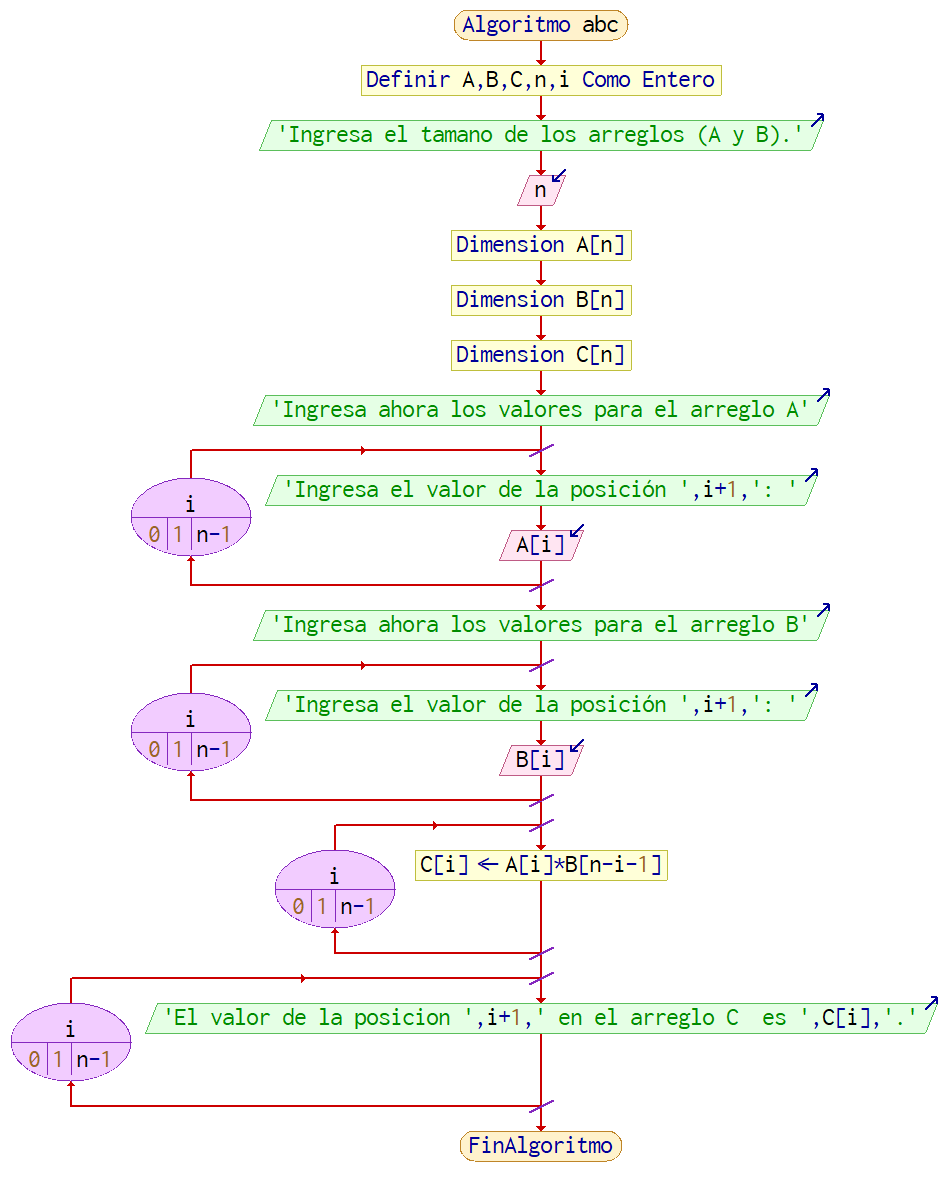 Algoritmo abc
Definir A,B,C,n,i Como Entero
'Ingresa el tamano de los arreglos (A y B).'
n
Dimension A[n]
Dimension B[n]
Dimension C[n]
'Ingresa ahora los valores para el arreglo A'
'Ingresa el valor de la posición ',i+1,': '
i
0 1 n-1
A[i]
'Ingresa ahora los valores para el arreglo B'
'Ingresa el valor de la posición ',i+1,': '
i
0 1 n-1
B[i]
C[i] ← A[i]*B[n-i-1]
i
0 1 n-1
'El valor de la posicion ',i+1,' en el arreglo C  es ',C[i],'.'
i
0 1 n-1
FinAlgoritmo